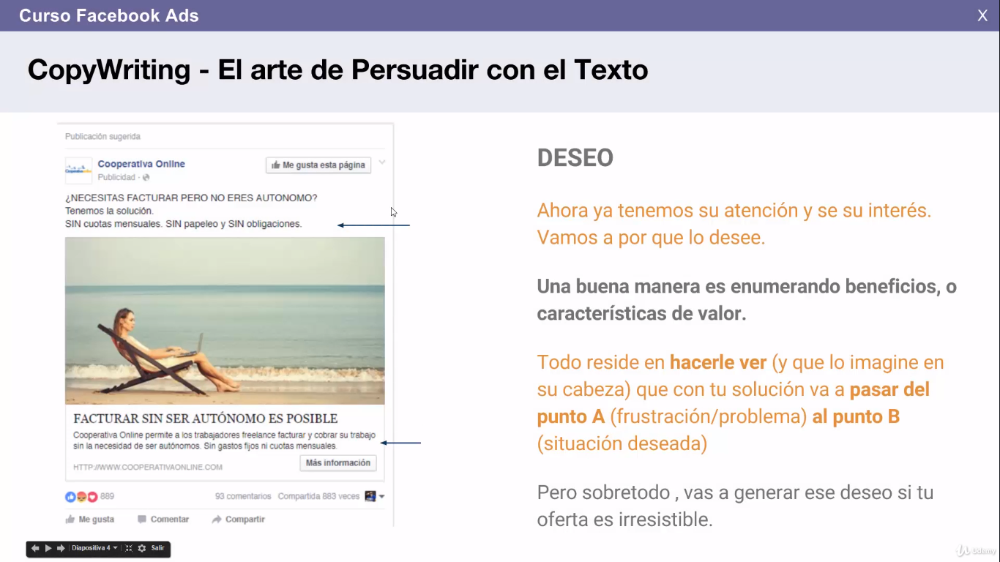 Curso Facebook Ads
X
CopyWriting - El arte de Persuadir con el Texto
Publicación sugerida
Cooperativa Online
Publicidad ·
Me gusta esta página
¿NECESITAS FACTURAR PERO NO ERES AUTONOMO?
Tenemos la solución.
SIN cuotas mensuales. SIN papeleo y SIN obligaciones.
FACTURAR SIN SER AUTÓNOMO ES POSIBLE
Cooperativa Online permite a los trabajadores freelance facturar y cobrar su trabajo
sin la necesidad de ser autónomos. Sin gastos fijos ni cuotas mensuales.
HTTP://WWW.COOPERATIVAONLINE.COM
Más información
889
93 comentarios Compartida 883 veces
Me gusta Comentar Compartir
DESEO
Ahora ya tenemos su atención y se su interés.
Vamos a por que lo desee.
Una buena manera es enumerando beneficios, o
características de valor.
Todo reside en hacerle ver (y que lo imagine en
su cabeza) que con tu solución va a pasar del
punto A (frustración/problema) al punto B
(situación deseada)
Pero sobretodo , vas a generar ese deseo si tu
oferta es irresistible.
Diapositiva 4 Salir
Udemy